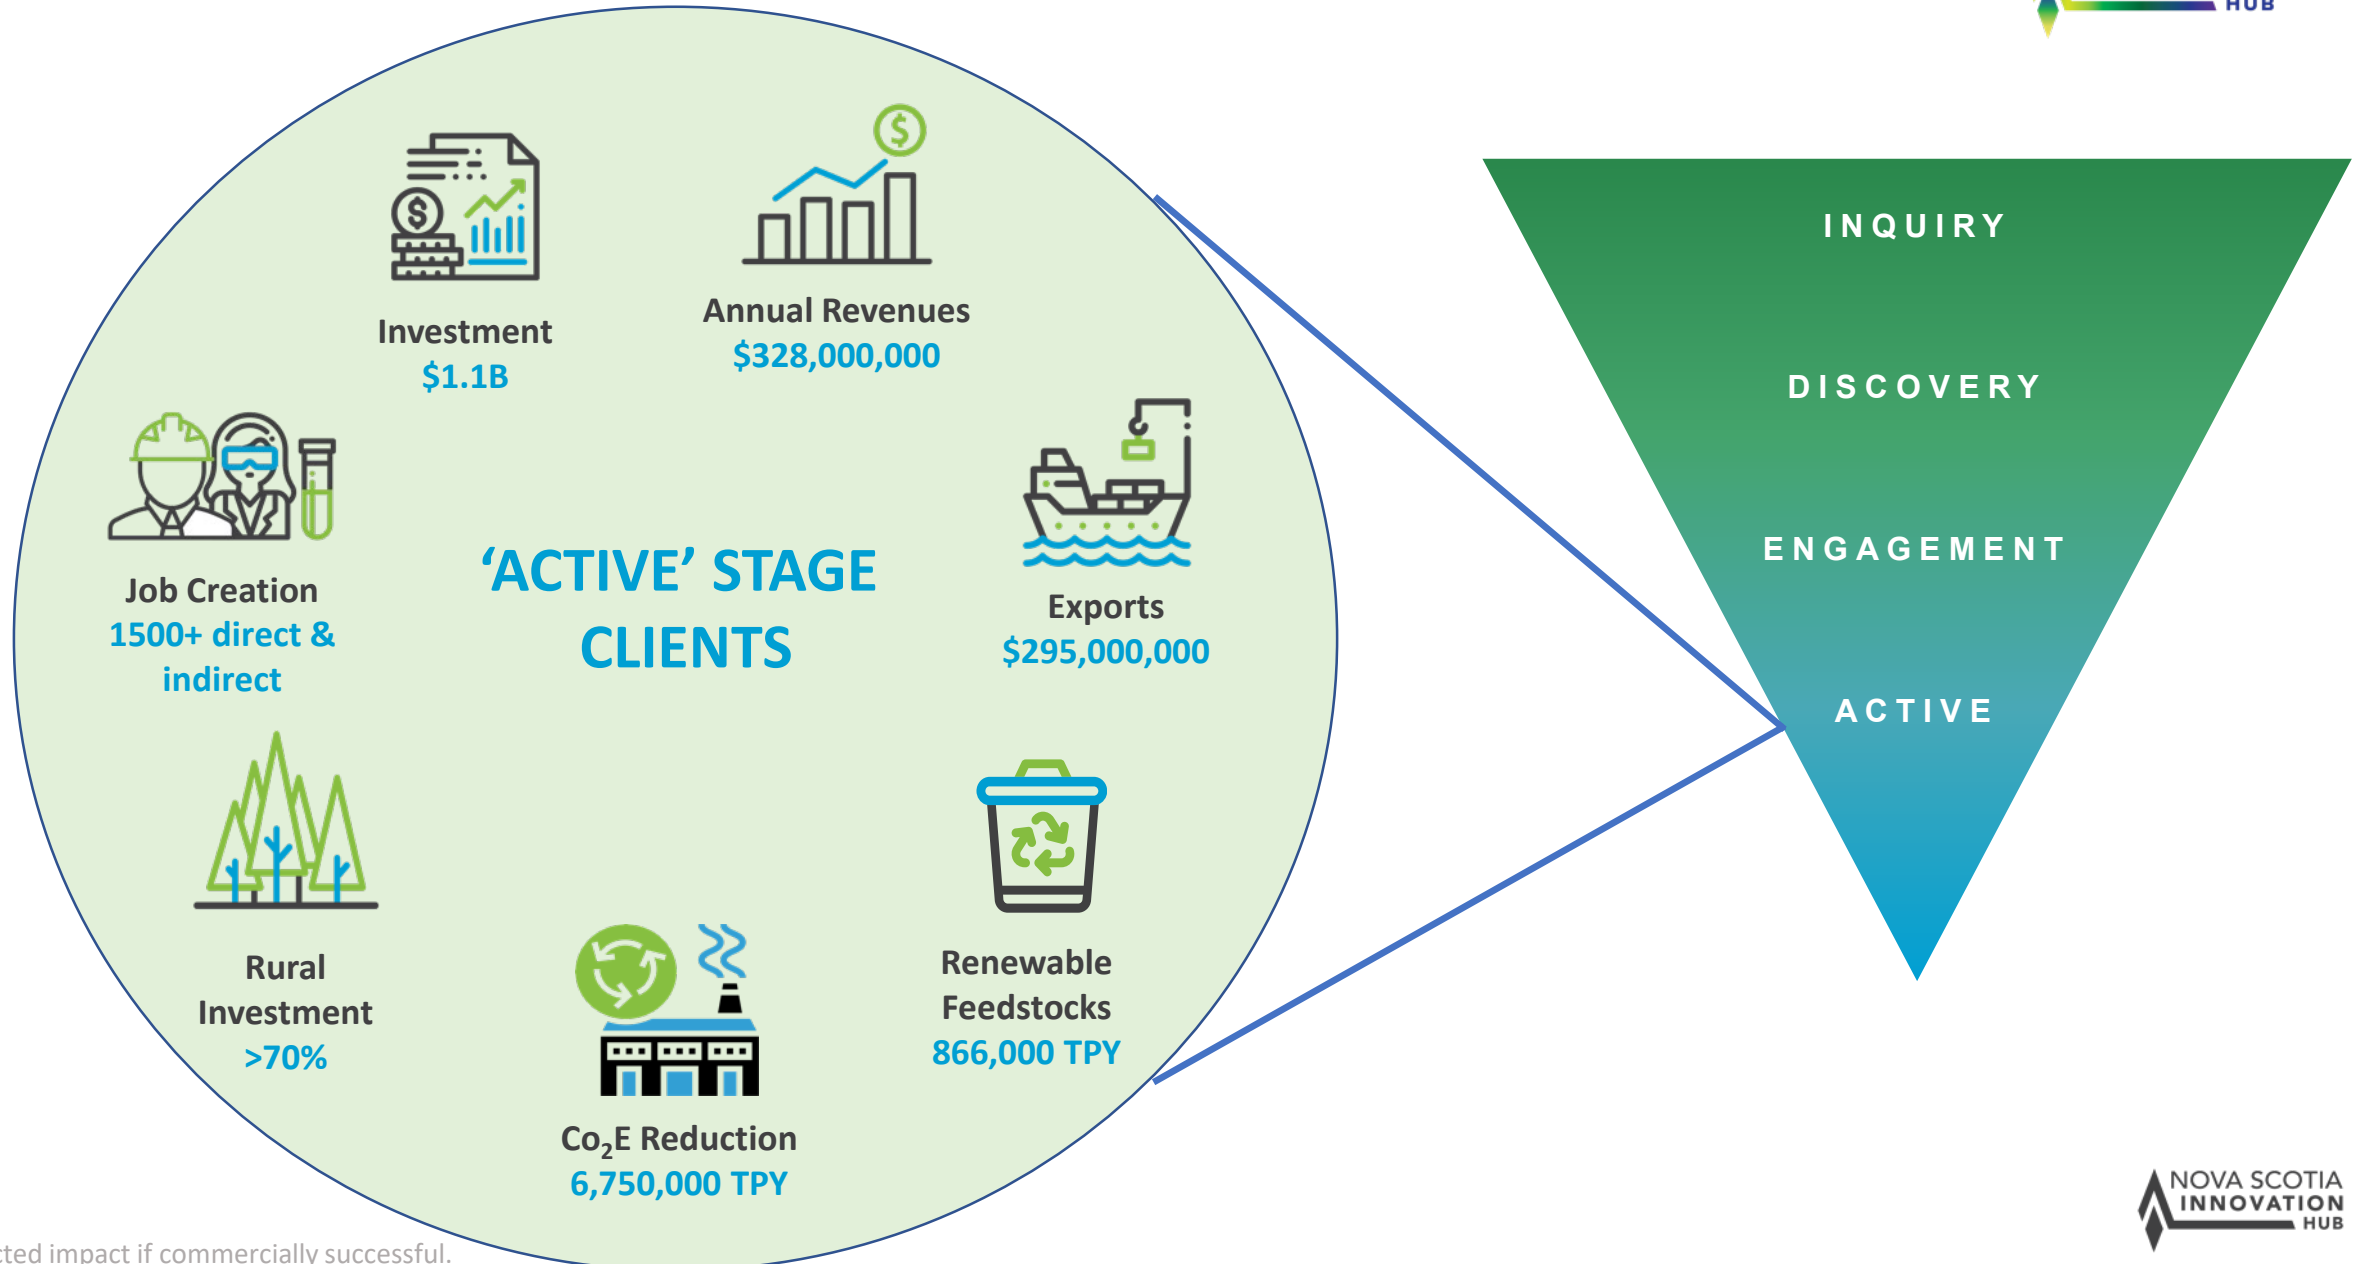 HUB
Investment
$1.1B
Annual Revenues
$328,000,000
Job Creation
1500+ direct &
indirect
‘ACTIVE’ STAGE
CLIENTS
Exports
$295,000,000
Rural
Investment
>70%
Co₂E Reduction
6,750,000 TPY
Renewable
Feedstocks
866,000 TPY
INQUIRY
DISCOVERY
ENGAGEMENT
ACTIVE
NOVA SCOTIA
INNOVATION
HUB
impact if commercially successful.